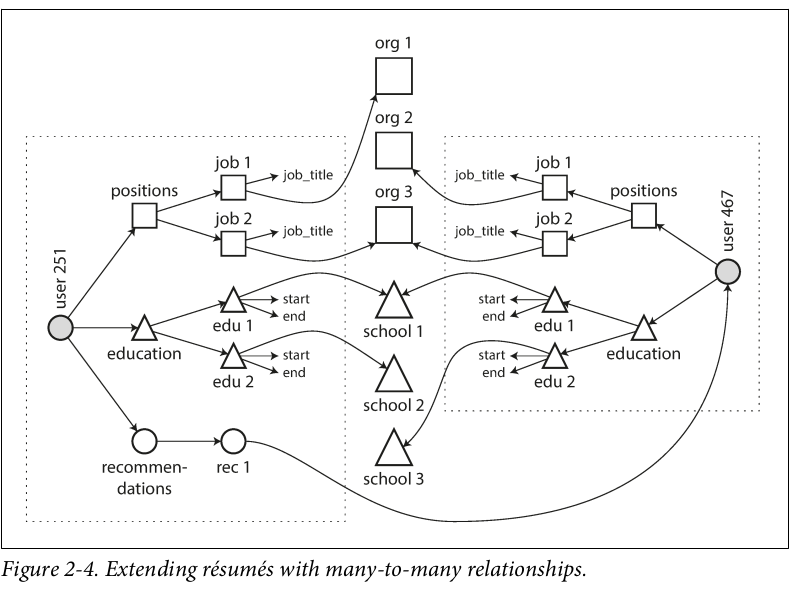 org 1
org 2
org 3
user 251
positions
job 1
job_title
job 2
job_title
education
edu 1
start
end
edu 2
start
end
recommen-
dations
rec 1
school 1
school 2
school 3
job 1
job_title
positions
job 2
job_title
user 467
start
end
edu 1
education
start
end
edu 2
Figure 2-4. Extending résumés with many-to-many relationships.